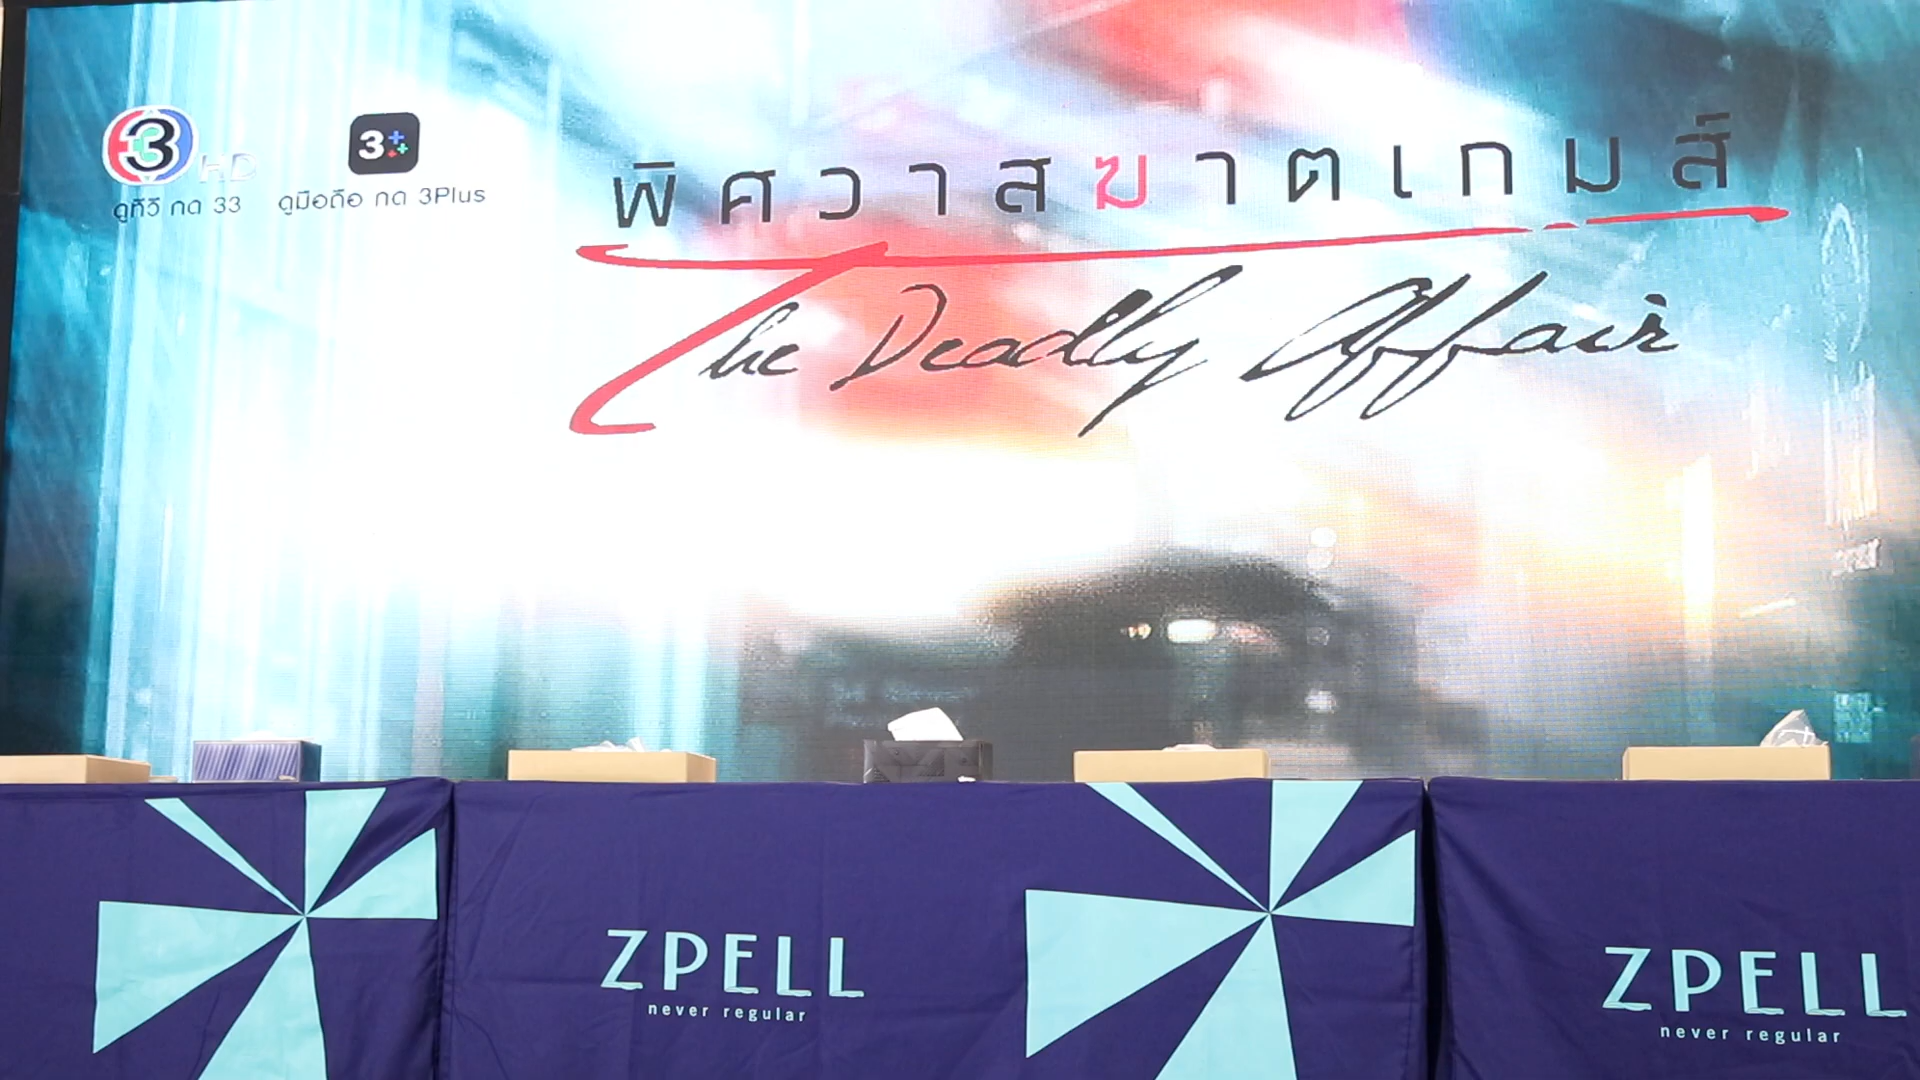 3 HD
3+
ดูทีวี กด 33
ดูมือถือ กด 3Plus
พิศวาสฆาตเกมส์
The Deadly Affair
ZPELL
never regular
ZPELL
never regular